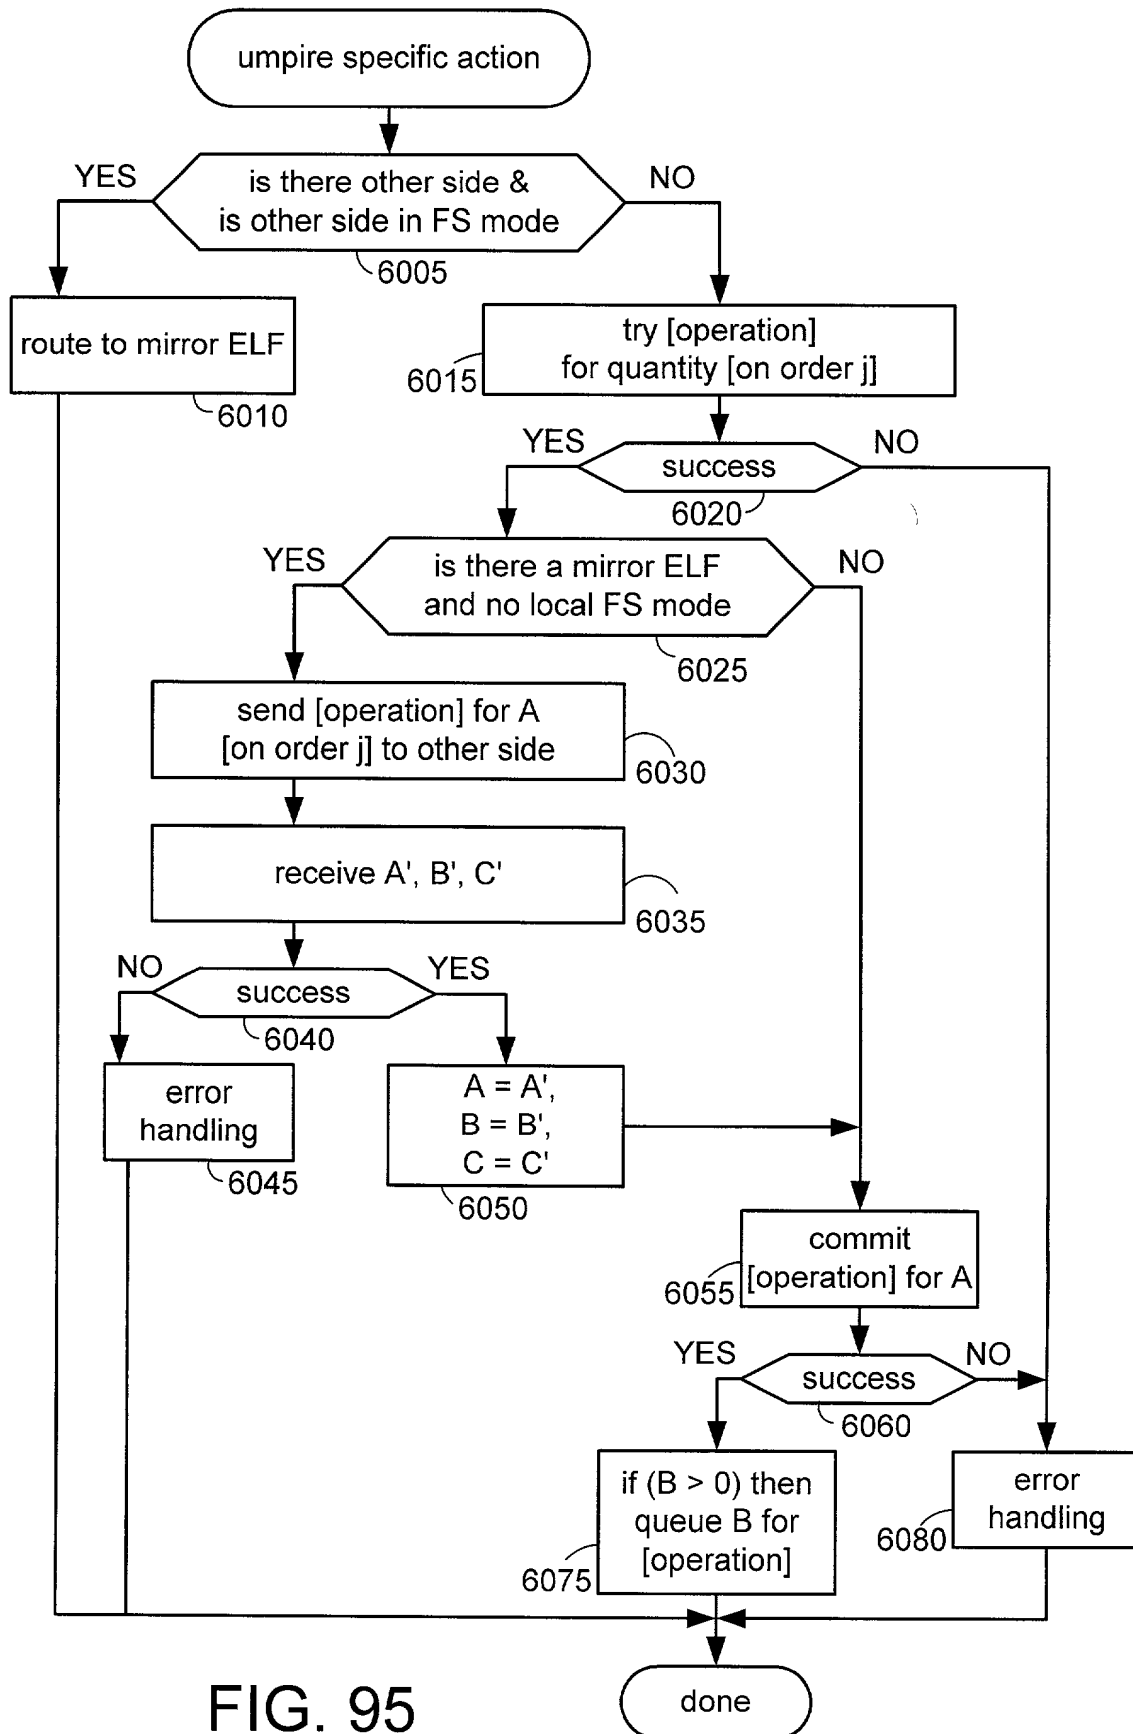 umpire specific action
YES
is there other side &
is other side in FS mode
NO
6005
route to mirror ELF
6010
try [operation]
for quantity [on order j]
6015
YES
success
NO
6020
YES
is there a mirror ELF
and no local FS mode
NO
6025
send [operation] for A
[on order j] to other side
6030
receive A', B', C'
6035
NO
success
YES
6040
error
handling
6045
A = A',
B = B',
C = C'
6050
commit
[operation] for A
6055
YES
success
NO
6060
if (B > 0) then
queue B for
[operation]
6075
error
handling
6080
done
FIG. 95